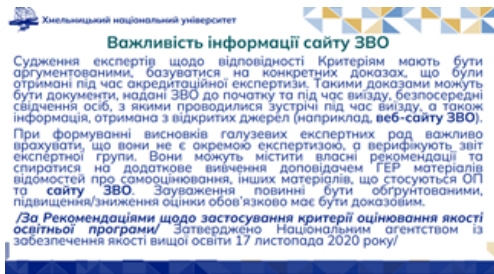 Хмельницький національний університет
Важливість інформації сайту ЗВО
Судження експертів щодо відповідності Критеріям мають бути
аргументованими, базуватися на конкретних доказах, що були
отримані під час акредитаційної експертизи. Такими доказами можуть
бути документи, надані ЗВО до початку та під час виїзду, безпосередні
свідчення осіб, з якими проводилися зустрічі під час виїзду, а також
інформація, отримана з відкритих джерел (наприклад, веб-сайту ЗВО).
При формуванні висновків галузевих експертних рад важливо
врахувати, що вони не є окремою експертизою, а верифікують звіт
експертної групи. Вони можуть містити власні рекомендації та
спиратися на додаткове вивчення доповідачем ГЕР матеріалів
відомостей про самооцінювання, інших матеріалів, що стосуються ОП
та сайту ЗВО. Зауваження повинні бути обґрунтованими,
підвищення/зниження оцінки обов'язково має бути доказовим.
/За Рекомендаціями щодо застосування критерії оцінювання якості
освітньої програми/ Затверджено Національним агентством із
забезпечення якості вищої освіти 17 листопада 2020 року/